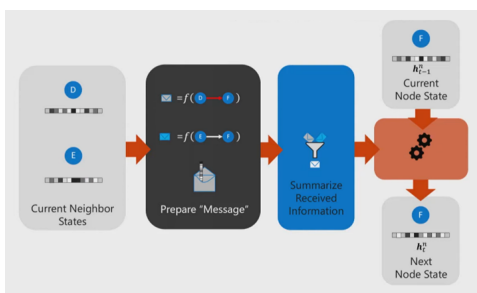 D
E
Current Neighbor
States
=f( D F )
=f( E F )
Prepare "Message"
Summarize
Received
Information
F
h^n_{t-1}
Current
Node State
F
h^n_t
Next
Node State